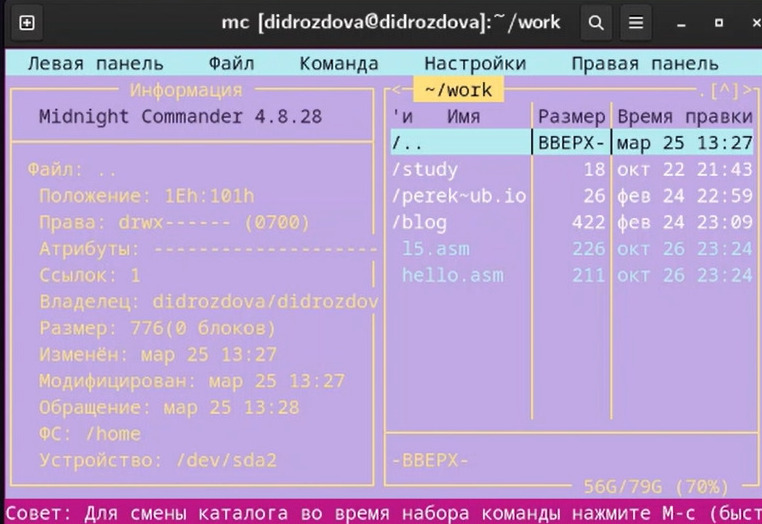 mc [didrozdova@didrozdova]:~/work
Левая панель Файл Команда Настройки Правая панель
Информация
Midnight Commander 4.8.28
Файл: ..
Положение: 1Eh:101h
Права: drwx------ (0700)
Атрибуты: --------------------
Ссылок: 1
Владелец: didrozdova/didrozdov
Размер: 776(0 блоков)
Изменён: мар 25 13:27
Модифицирован: мар 25 13:27
Обращение: мар 25 13:28
ФС: /home
Устройство: /dev/sda2
<─ ~/work .[^]>
'и Имя Размер Время правки
/.. ВВЕРХ- мар 25 13:27
/study 18 окт 22 21:43
/perek~ub.io 26 фев 24 22:59
/blog 422 фев 24 23:09
l5.asm 226 окт 26 23:24
hello.asm 211 окт 26 23:24
-ВВЕРХ-
56G/79G (70%)
Совет: Для смены каталога во время набора команды нажмите M-c (быст